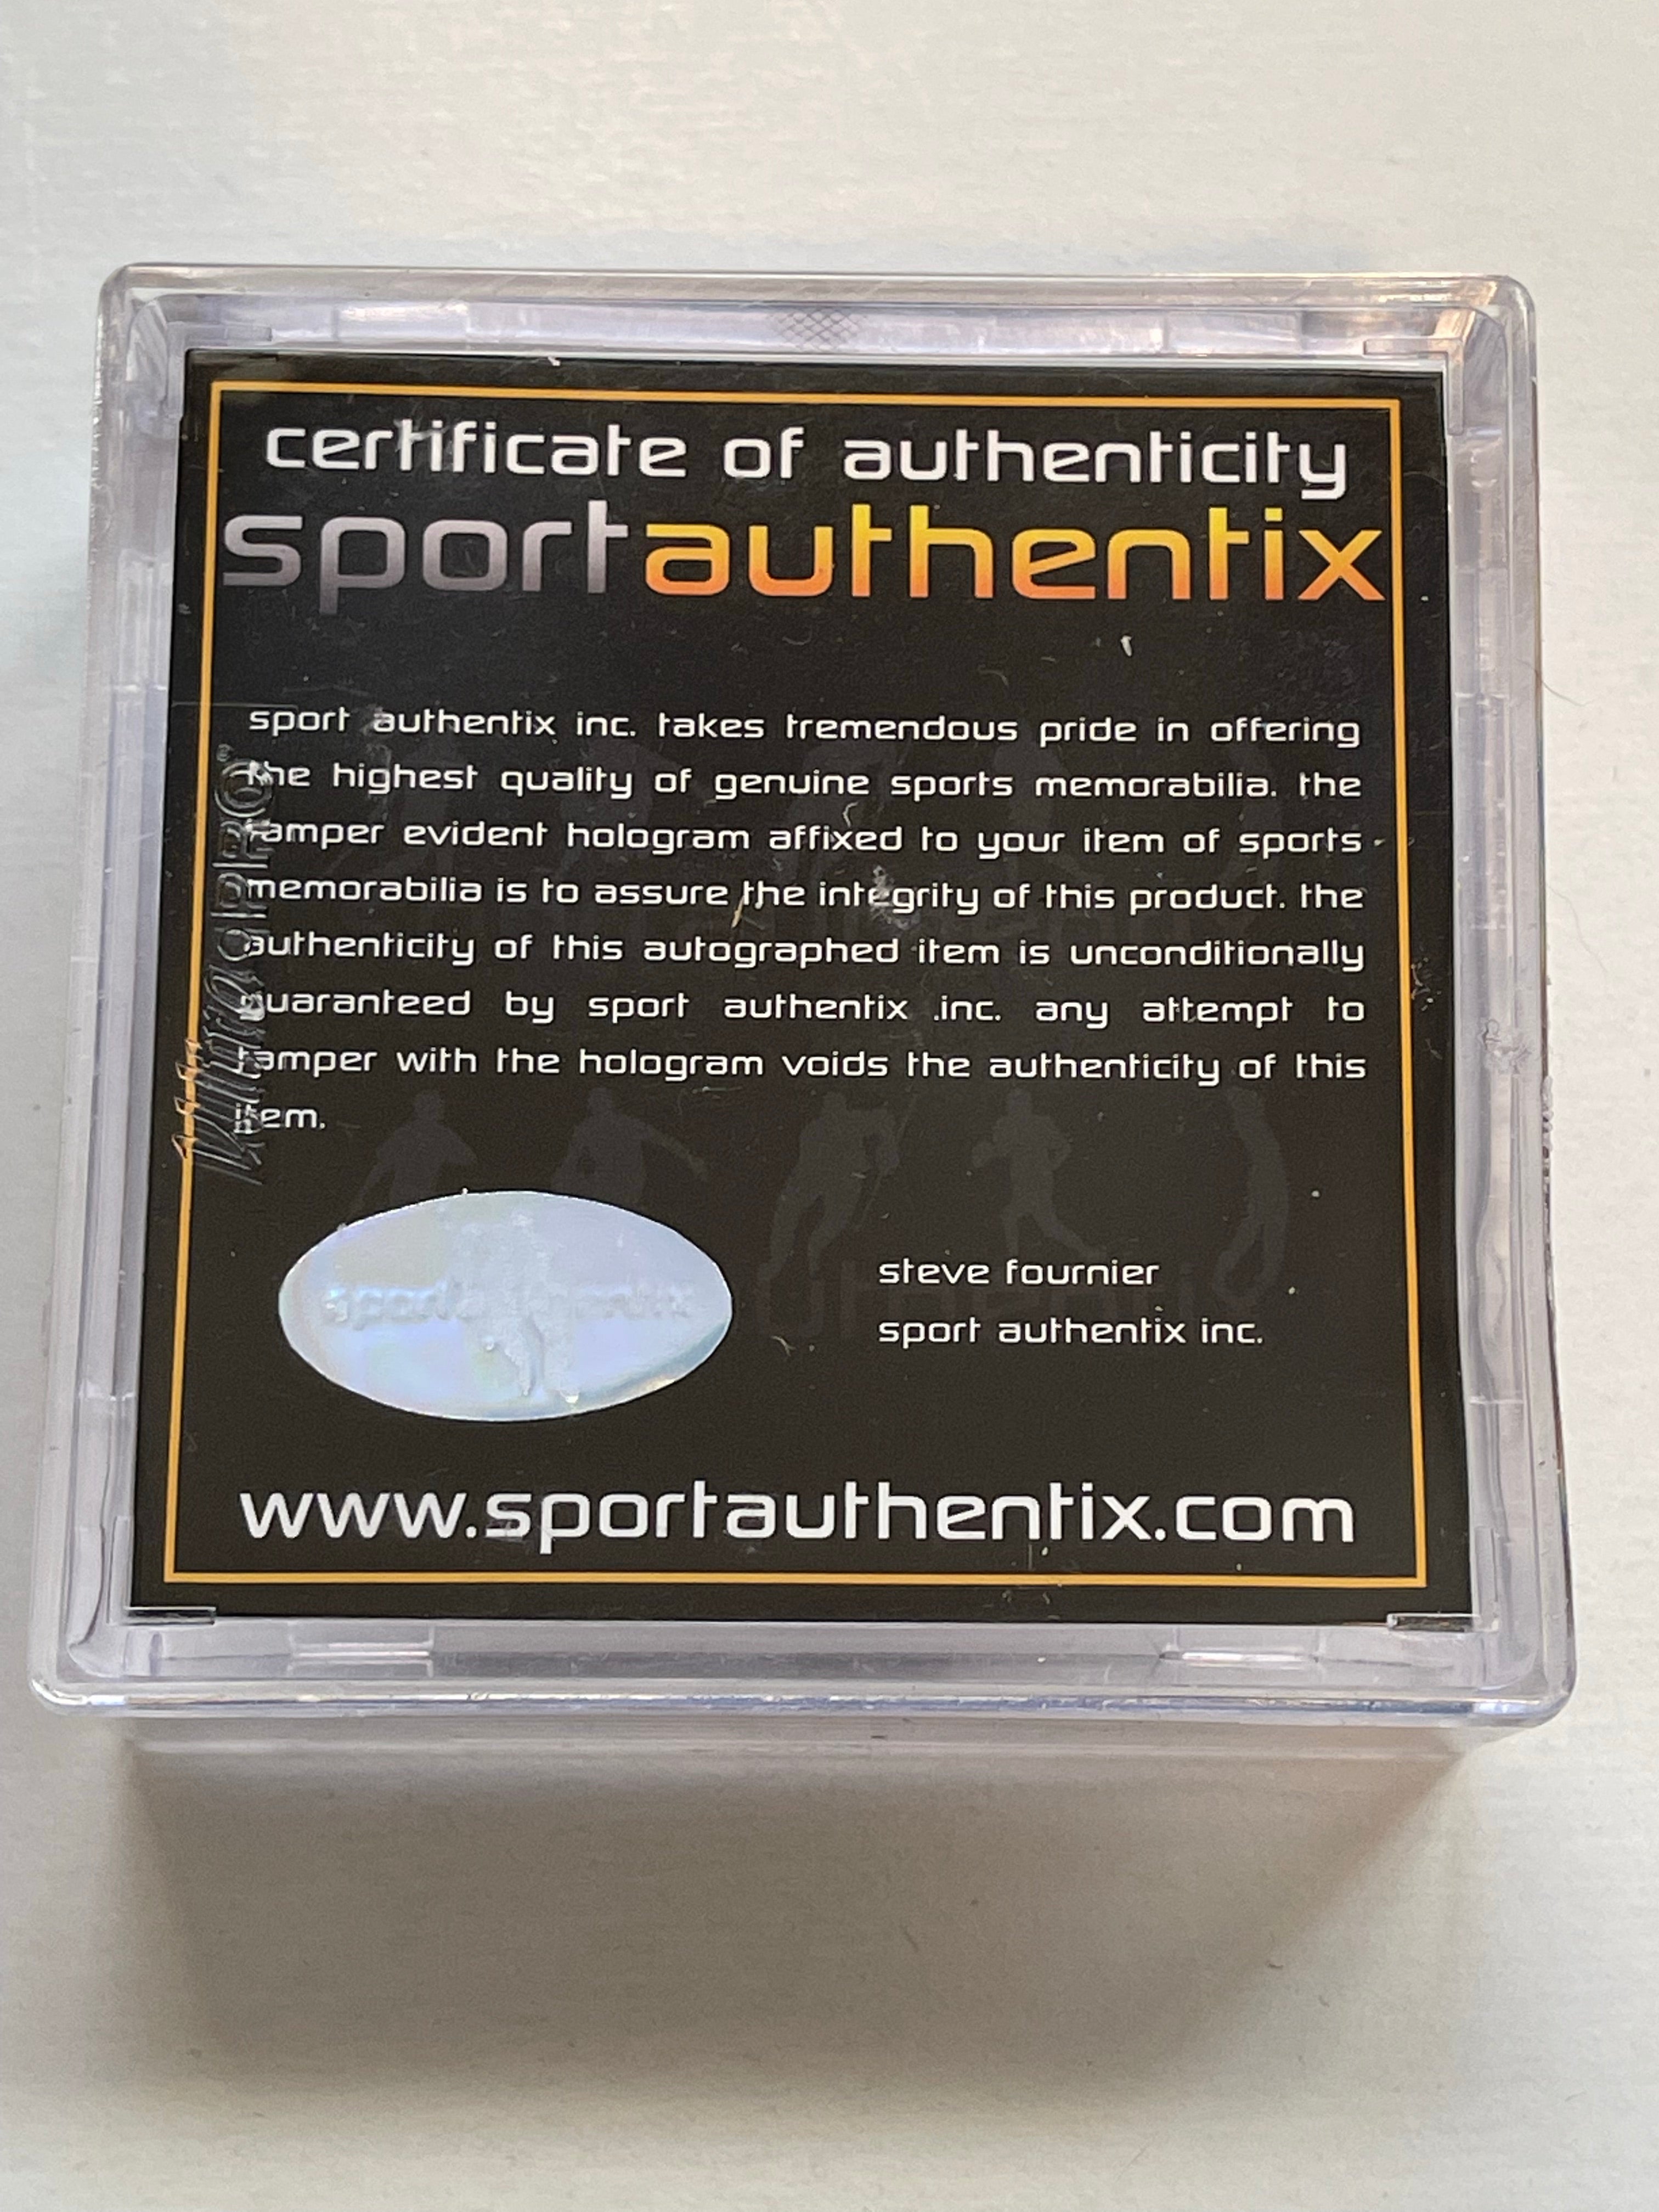 certificate of authenticity
sportauthentix
sport authentix inc. takes tremendous pride in offering
the highest quality of genuine sports memorabilia. the
tamper evident hologram affixed to your item of sports
memorabilia is to assure the integrity of this product. the
authenticity of this autographed item is unconditionally
guaranteed by sport authentix .inc. any attempt to
tamper with the hologram voids the authenticity of this
item.
UltraPRO
sportauthentix
steve fournier
sport authentix inc.
www.sportauthentix.com